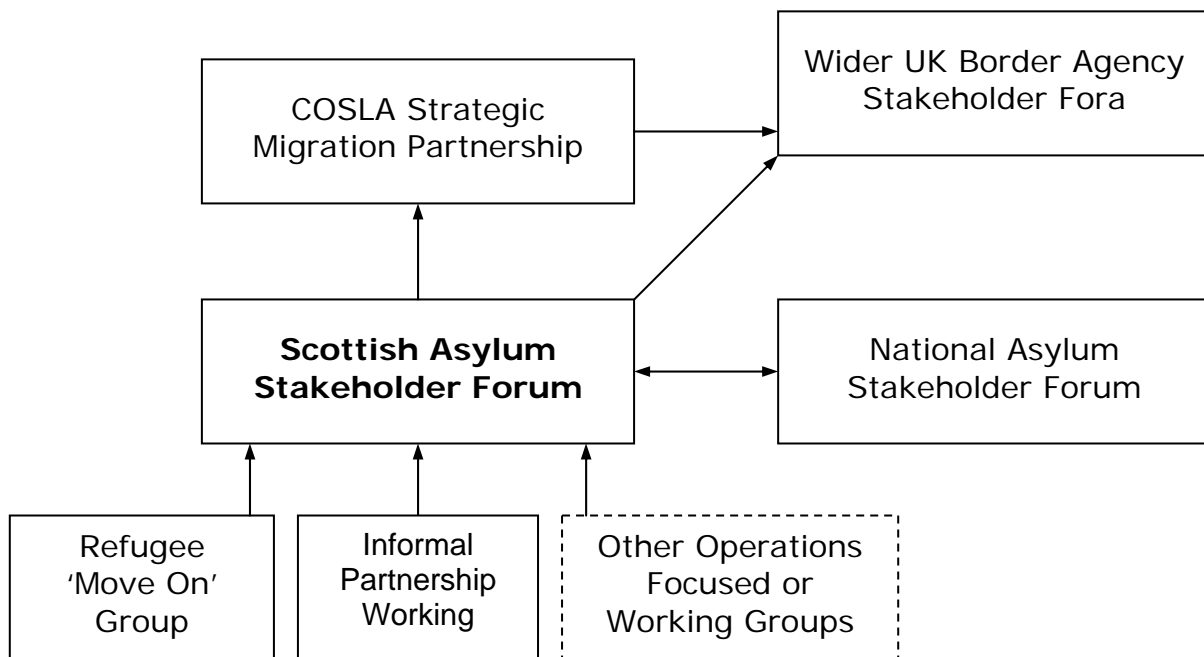 Wider UK Border Agency
Stakeholder Fora
COSLA Strategic
Migration Partnership
Scottish Asylum
Stakeholder Forum
National Asylum
Stakeholder Forum
Refugee
‘Move On’
Group
Informal
Partnership
Working
Other Operations
Focused or
Working Groups